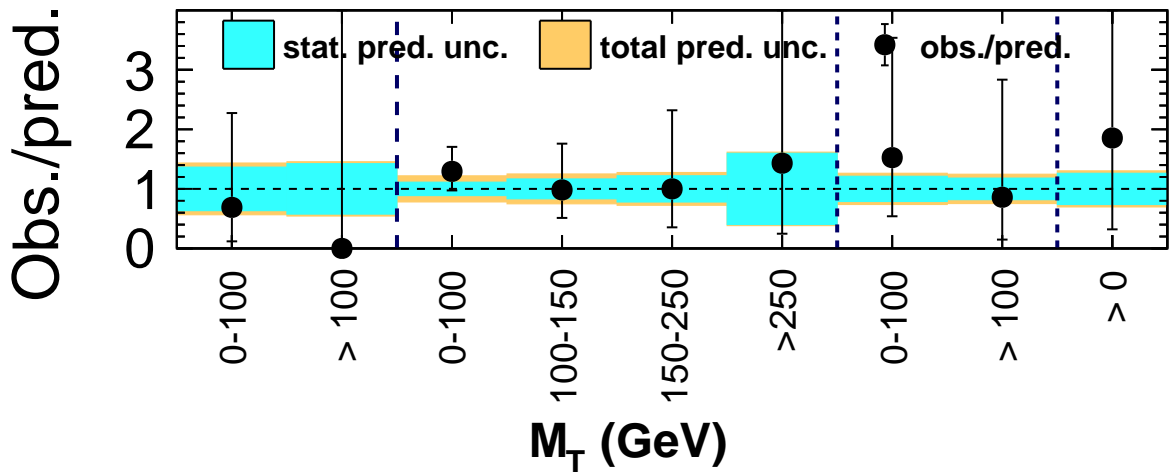 Obs./pred.
stat. pred. unc. total pred. unc. obs./pred.
3
2
1
0
0-100 > 100 0-100 100-150 150-250 >250 0-100 > 100 > 0
M_T (GeV)